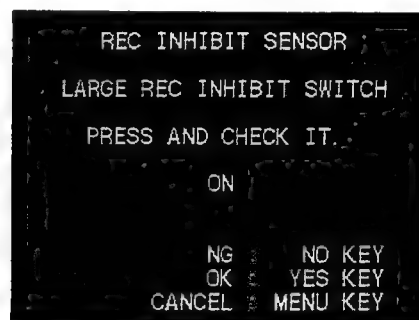 REC INHIBIT SENSOR
LARGE REC INHIBIT SWITCH
PRESS AND CHECK IT.
ON
NG : NO KEY
OK : YES KEY
CANCEL : MENU KEY